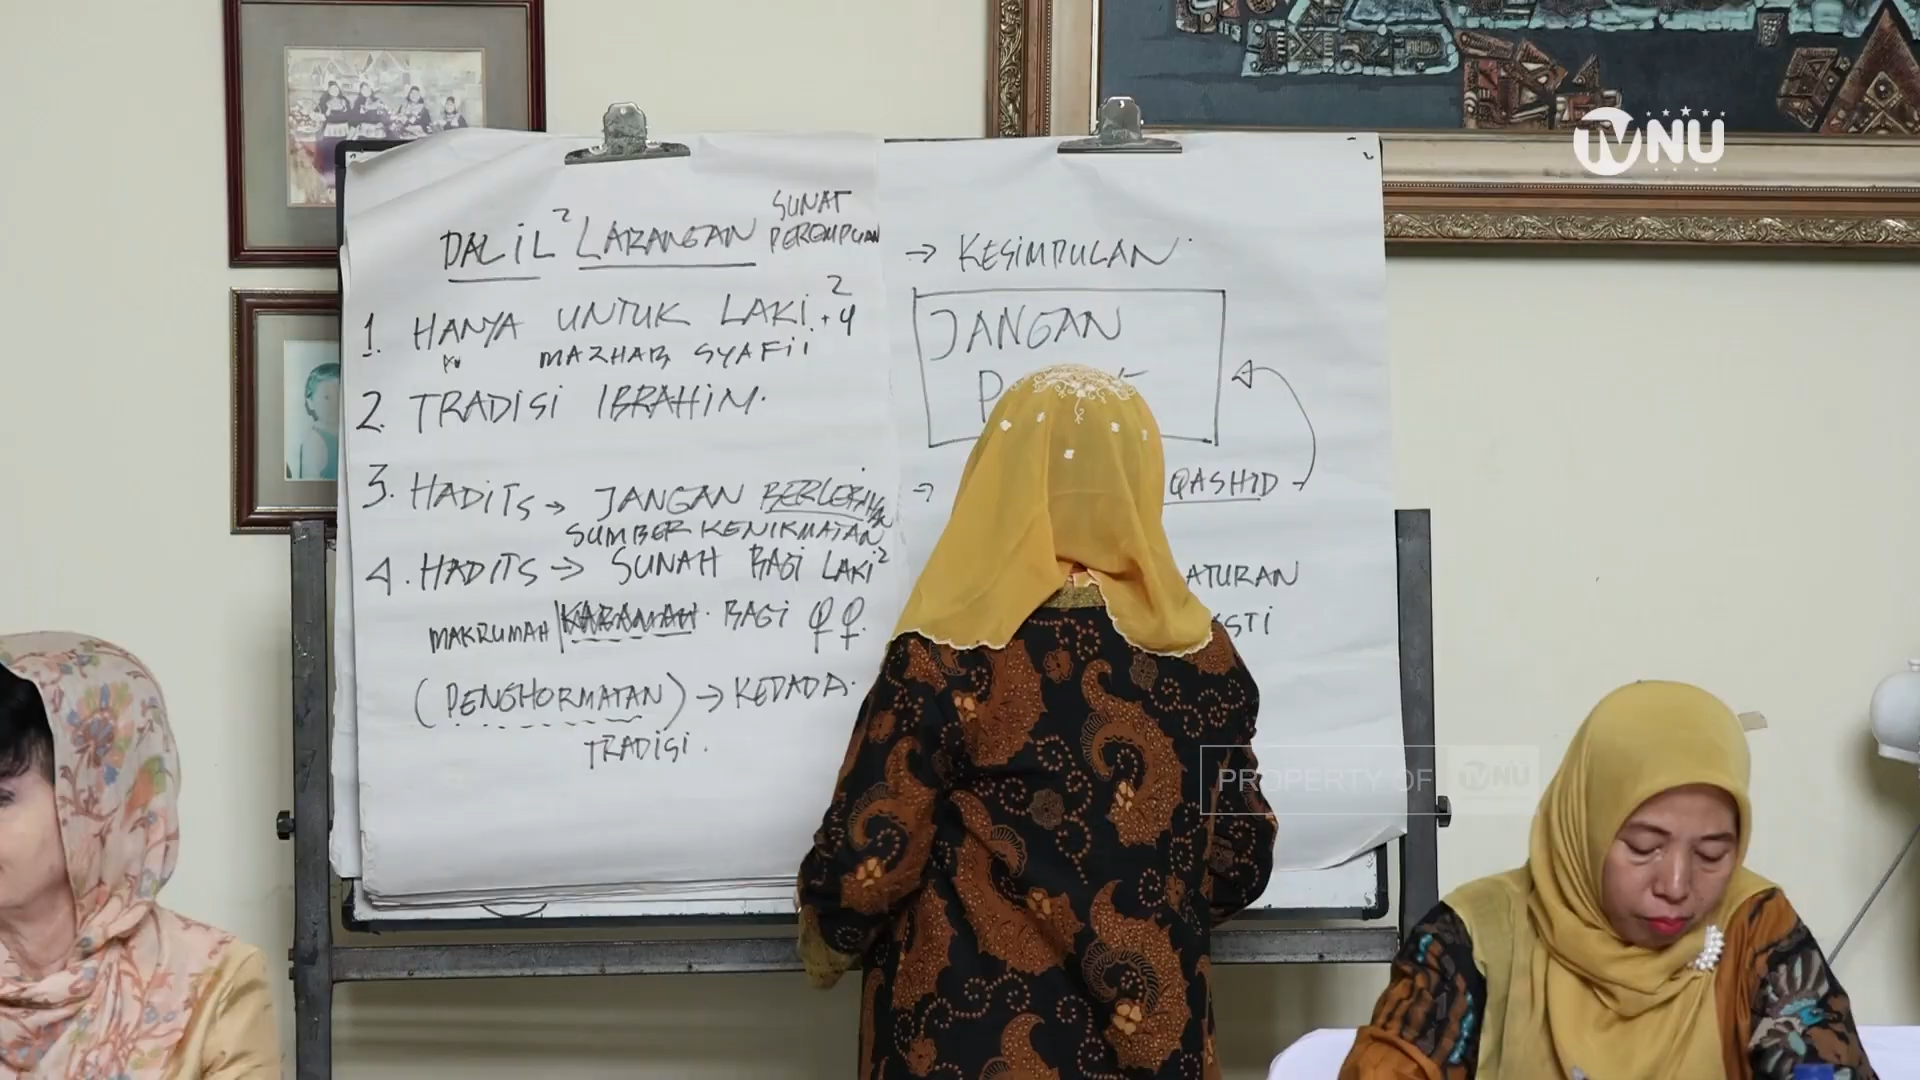 SUNAT
DALIL² LARANGAN PEREMPUAN
1. HANYA UNTUK LAKI² + 4
MAZHAB SYAFII
2. TRADISI IBRAHIM.
3. HADITS → JANGAN BERLEBIHAN
SUMBER KENIKMATAN
4. HADITS → SUNAH BAGI LAKI²
MAKRUMAH KARAMAH. BAGI ♀♀.
(PENGHORMATAN) → KEPADA.
TRADISI.
→ KESIMPULAN
JANGAN
P
→ QASHID →
ATURAN
STI
TVNU
PROPERTY OF TVNU